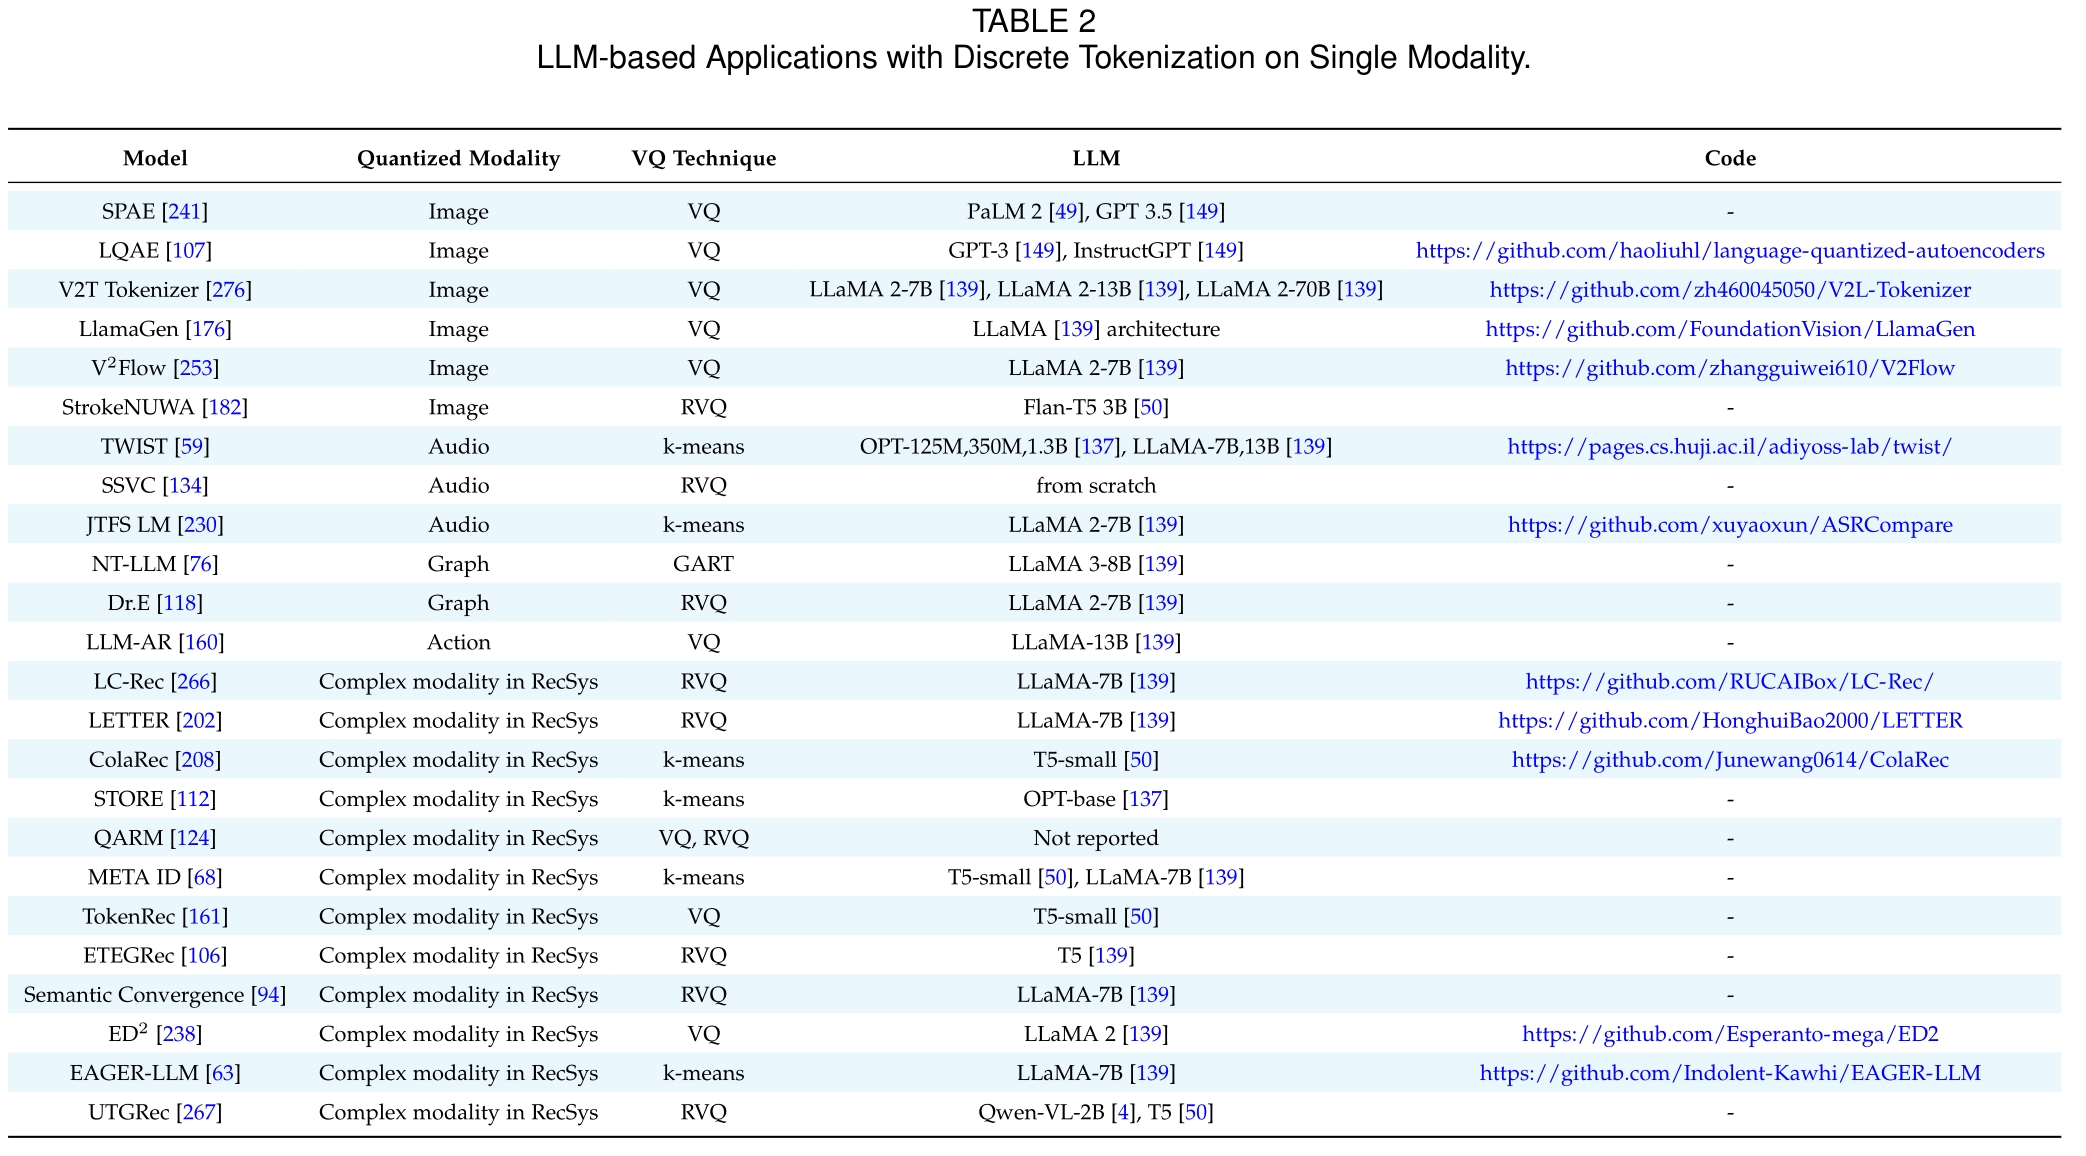 TABLE 2
LLM-based Applications with Discrete Tokenization on Single Modality.
Model Quantized Modality VQ Technique LLM Code
SPAE [241] Image VQ PaLM 2 [49], GPT 3.5 [149] -
LQAE [107] Image VQ GPT-3 [149], InstructGPT [149] https://github.com/haoliuhl/language-quantized-autoencoders
V2T Tokenizer [276] Image VQ LLaMA 2-7B [139], LLaMA 2-13B [139], LLaMA 2-70B [139] https://github.com/zh460045050/V2L-Tokenizer
LlamaGen [176] Image VQ LLaMA [139] architecture https://github.com/FoundationVision/LlamaGen
V²Flow [253] Image VQ LLaMA 2-7B [139] https://github.com/zhangguiwei610/V2Flow
StrokeNUWA [182] Image RVQ Flan-T5 3B [50] -
TWIST [59] Audio k-means OPT-125M,350M,1.3B [137], LLaMA-7B,13B [139] https://pages.cs.huji.ac.il/adiyoss-lab/twist/
SSVC [134] Audio RVQ from scratch -
JTFS LM [230] Audio k-means LLaMA 2-7B [139] https://github.com/xuyaoxun/ASRCompare
NT-LLM [76] Graph GART LLaMA 3-8B [139] -
Dr.E [118] Graph RVQ LLaMA 2-7B [139] -
LLM-AR [160] Action VQ LLaMA-13B [139] -
LC-Rec [266] Complex modality in RecSys RVQ LLaMA-7B [139] https://github.com/RUCAIBox/LC-Rec/
LETTER [202] Complex modality in RecSys RVQ LLaMA-7B [139] https://github.com/HonghuiBao2000/LETTER
ColaRec [208] Complex modality in RecSys k-means T5-small [50] https://github.com/Junewang0614/ColaRec
STORE [112] Complex modality in RecSys k-means OPT-base [137] -
QARM [124] Complex modality in RecSys VQ, RVQ Not reported -
META ID [68] Complex modality in RecSys k-means T5-small [50], LLaMA-7B [139] -
TokenRec [161] Complex modality in RecSys VQ T5-small [50] -
ETEGRec [106] Complex modality in RecSys RVQ T5 [139] -
Semantic Convergence [94] Complex modality in RecSys RVQ LLaMA-7B [139] -
ED² [238] Complex modality in RecSys VQ LLaMA 2 [139] https://github.com/Esperanto-mega/ED2
EAGER-LLM [63] Complex modality in RecSys k-means LLaMA-7B [139] https://github.com/Indolent-Kawhi/EAGER-LLM
UTGRec [267] Complex modality in RecSys RVQ Qwen-VL-2B [4], T5 [50] -